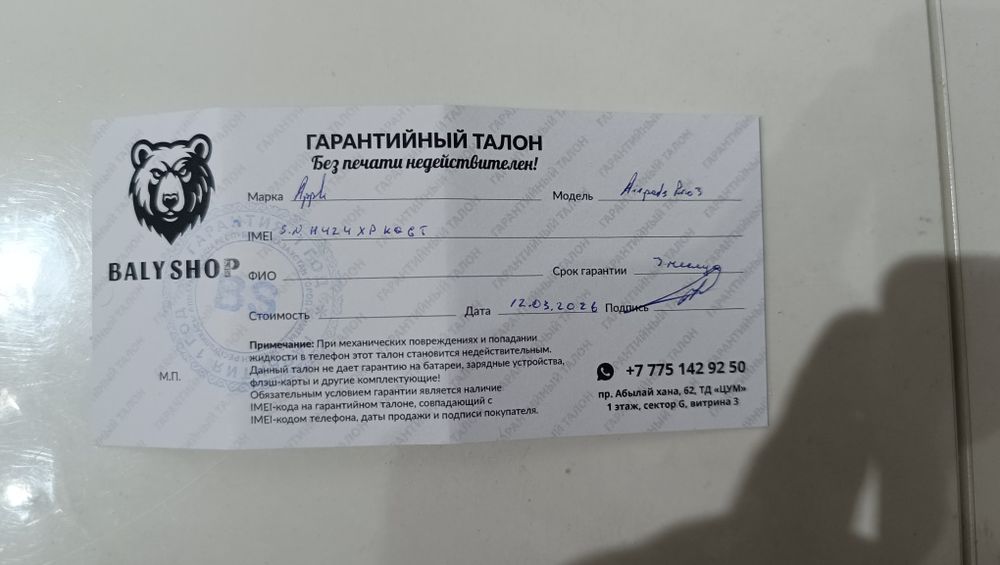 ГАРАНТИЙНЫЙ ТАЛОН
Без печати недействителен!
Марка Apple Модель Airpods Pro 3
IMEI S.N H424XPK06T
BALYSHOP
ФИО Срок гарантии
BS
Стоимость Дата 12.03.2026 Подпись
Примечание: При механических повреждениях и попадании
жидкости в телефон этот талон становится недействительным.
Данный талон не дает гарантию на батареи, зарядные устройства,
флэш-карты и другие комплектующие!
Обязательным условием гарантии является наличие
IMEI-кода на гарантийном талоне, совпадающий с
IMEI-кодом телефона, даты продажи и подписи покупателя.
М.П.
+7 775 142 92 50
пр. Абылай хана, 62, ТД «ЦУМ»
1 этаж, сектор G, витрина 3